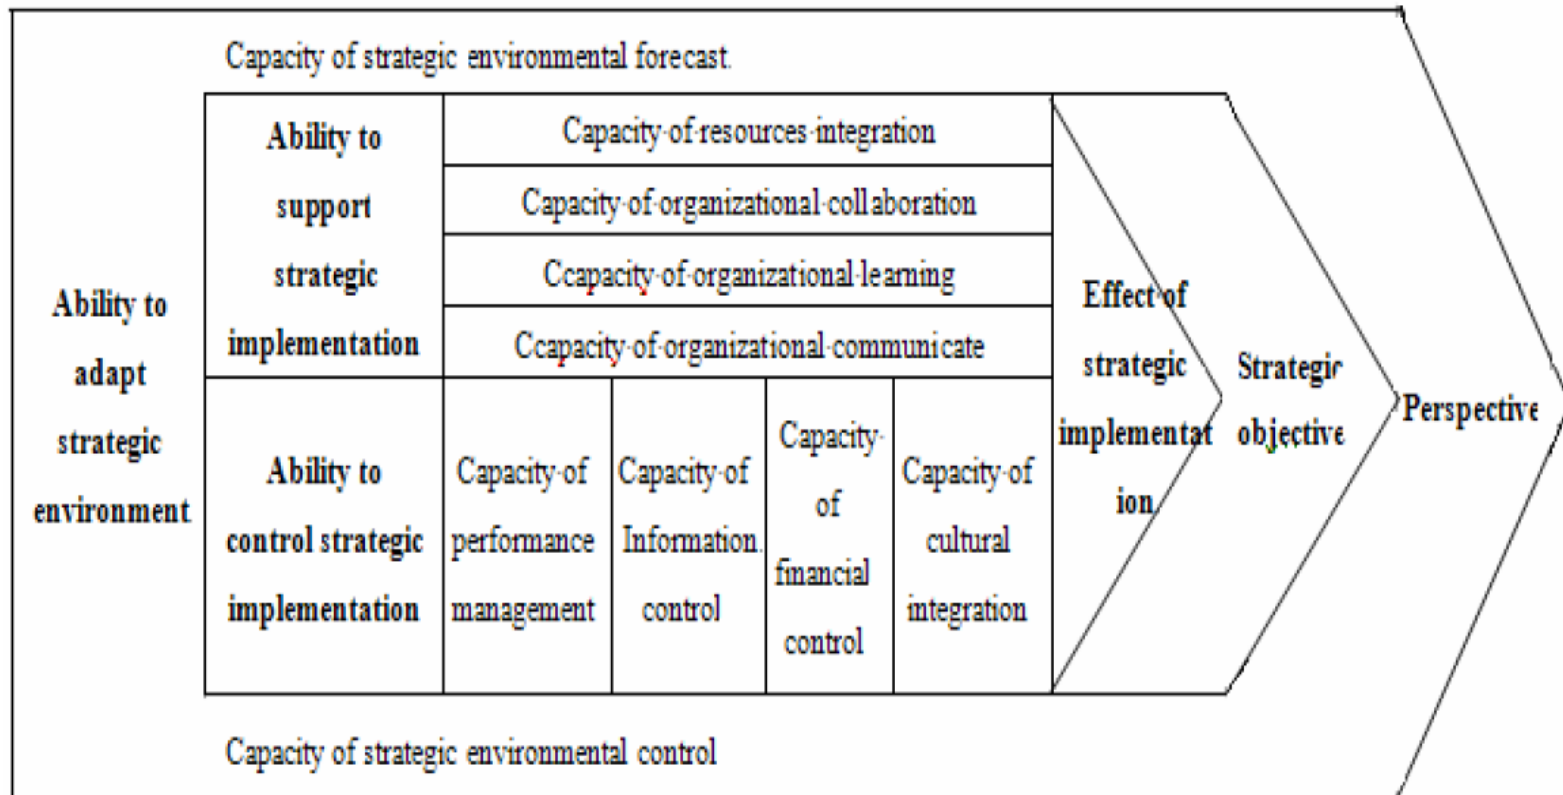 Capacity of strategic environmental forecast.
Ability to
adapt
strategic
environment
Ability to
support
strategic
implementation
Capacity·of·resources·integration
Capacity·of·organizational·collaboration
Ccapacity·of·organizational·learning
Ccapacity·of·organizational·communicate
Ability to
control strategic
implementation
Capacity·of
performance
management
Capacity·of
Information
control
Capacity·
of
financial
control
Capacity·of
cultural
integration
Effect·of
strategic
implementat
ion
Strategic
objective
Perspective
Capacity of strategic environmental control